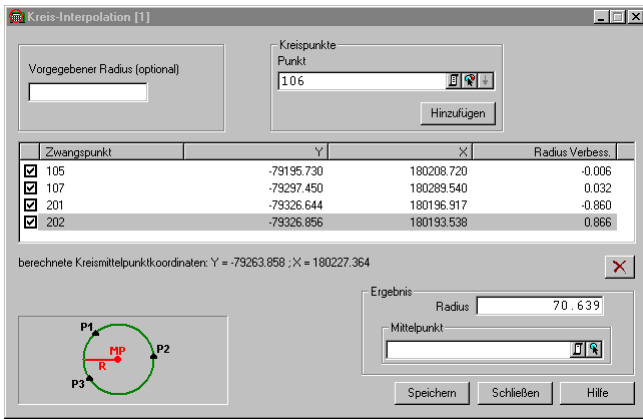 Kreis-Interpolation [1]
Vorgegebener Radius (optional)
Kreispunkte
Punkt
106
Hinzufügen
Zwangspunkt Y X Radius Verbess.
105 -79195.730 180208.720 -0.006
107 -79297.450 180289.540 0.032
201 -79326.644 180196.917 -0.860
202 -79326.856 180193.538 0.866
berechnete Kreismittelpunktkoordinaten: Y = -79263.858 ; X = 180227.364
Ergebnis
Radius 70.639
Mittelpunkt
P1
MP
P2
R
P3
Speichern Schließen Hilfe